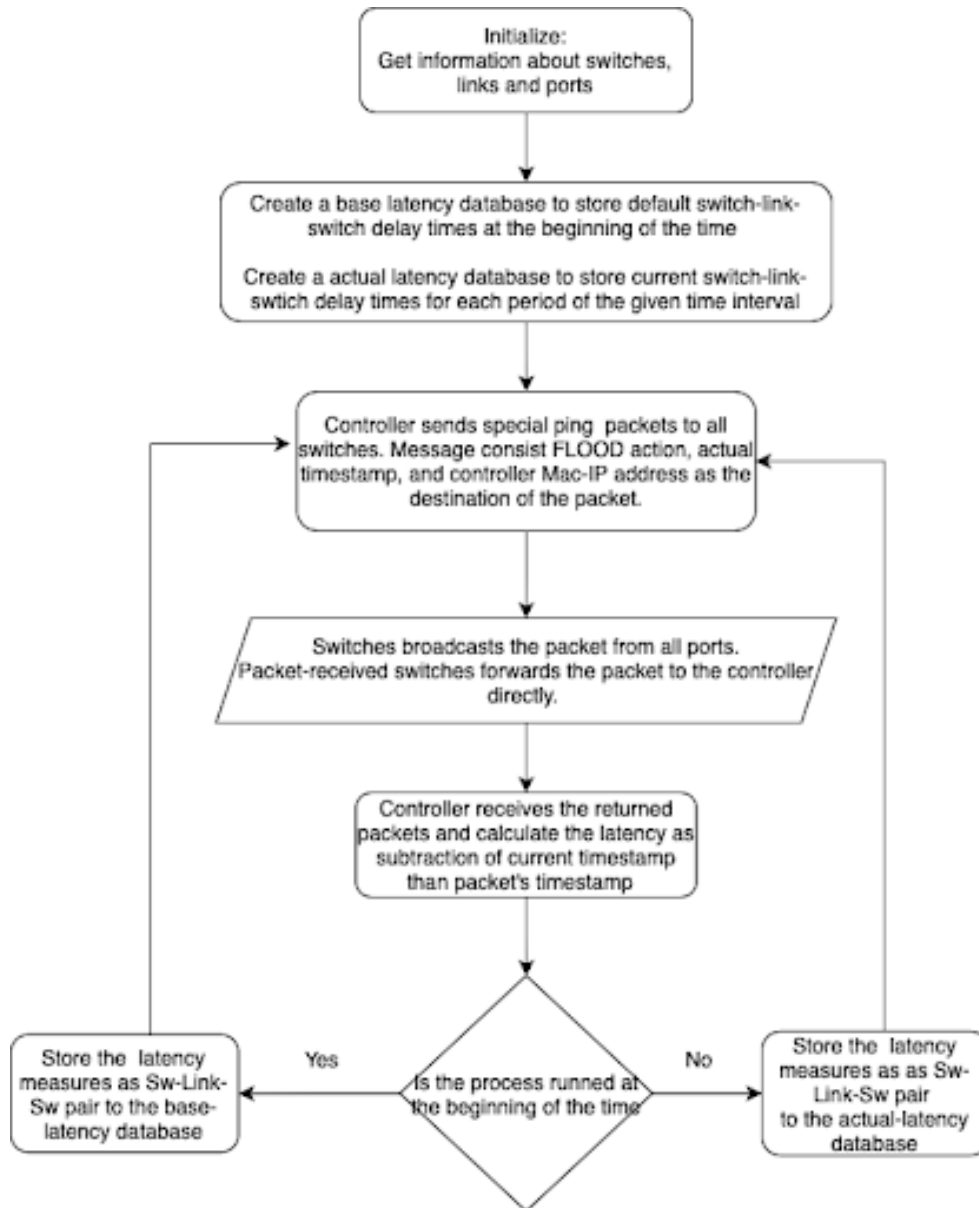 Initialize:
Get information about switches,
links and ports
Create a base latency database to store default switch-link-
switch delay times at the beginning of the time
Create a actual latency database to store current switch-link-
swtich delay times for each period of the given time interval
Controller sends special ping packets to all
switches. Message consist FLOOD action, actual
timestamp, and controller Mac-IP address as the
destination of the packet.
Switches broadcasts the packet from all ports.
Packet-received switches forwards the packet to the controller
directly.
Controller receives the returned
packets and calculate the latency as
subtraction of current timestamp
than packet's timestamp
Is the process runned at
the beginning of the time
Yes
No
Store the latency
measures as Sw-Link-
Sw pair to the base-
latency database
Store the latency
measures as as Sw-
Link-Sw pair
to the actual-latency
database